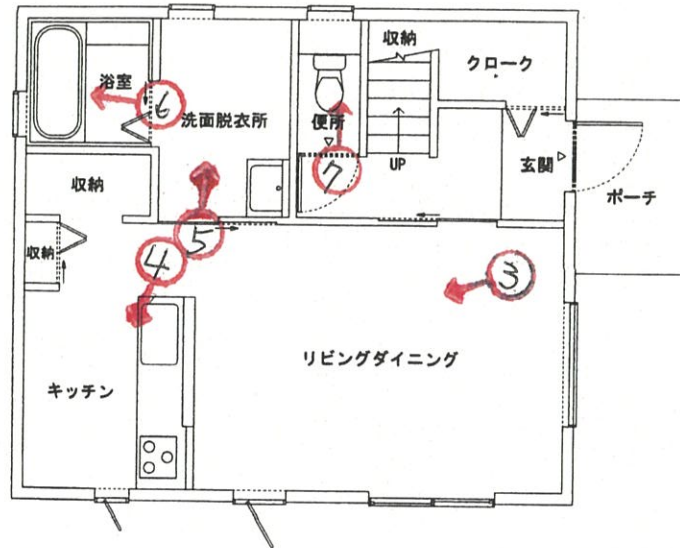 収納
クローク
浴室
⑥
洗面脱衣所
便所
⑦
UP
玄関
ポーチ
収納
収納
⑤
④
③
リビングダイニング
キッチン